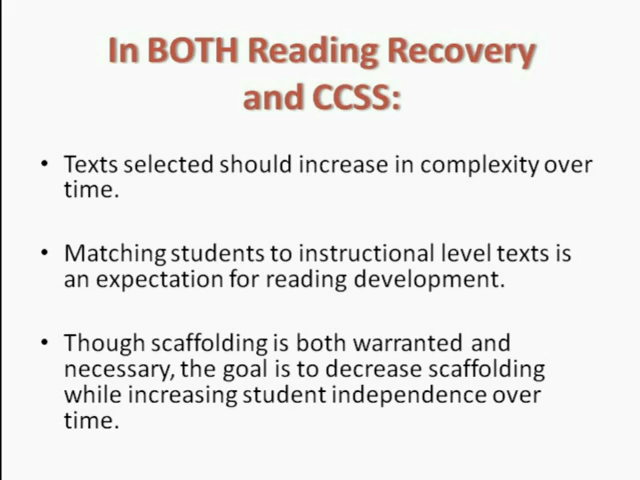 In BOTH Reading Recovery
and CCSS:
• Texts selected should increase in complexity over
time.
• Matching students to instructional level texts is
an expectation for reading development.
• Though scaffolding is both warranted and
necessary, the goal is to decrease scaffolding
while increasing student independence over
time.